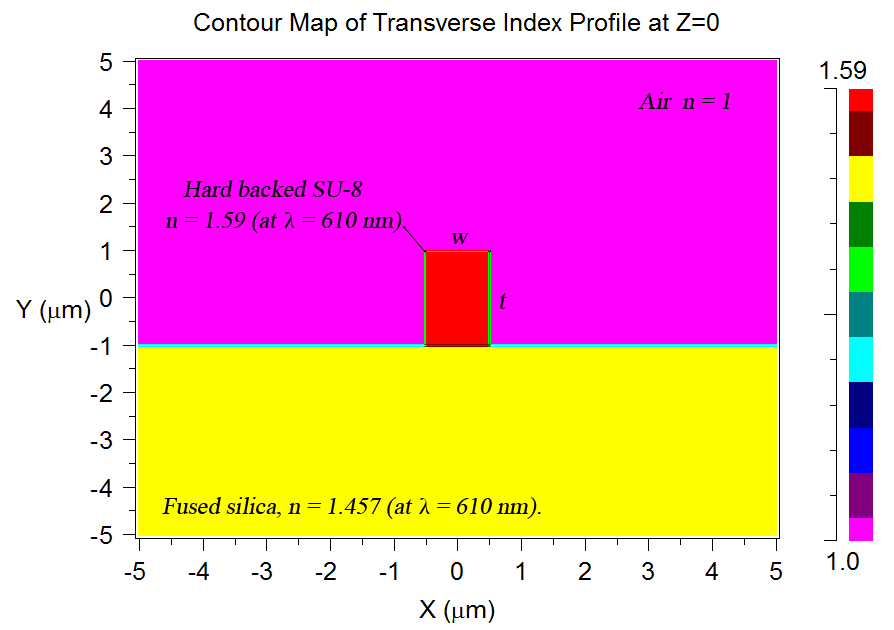 Contour Map of Transverse Index Profile at Z=0
1.59
5
4
3
2
1
0
-1
-2
-3
-4
-5
Y (μm)
Air n = 1
Hard backed SU-8
n = 1.59 (at λ = 610 nm).
w
t
Fused silica, n = 1.457 (at λ = 610 nm).
1.0
-5 -4 -3 -2 -1 0 1 2 3 4 5
X (μm)